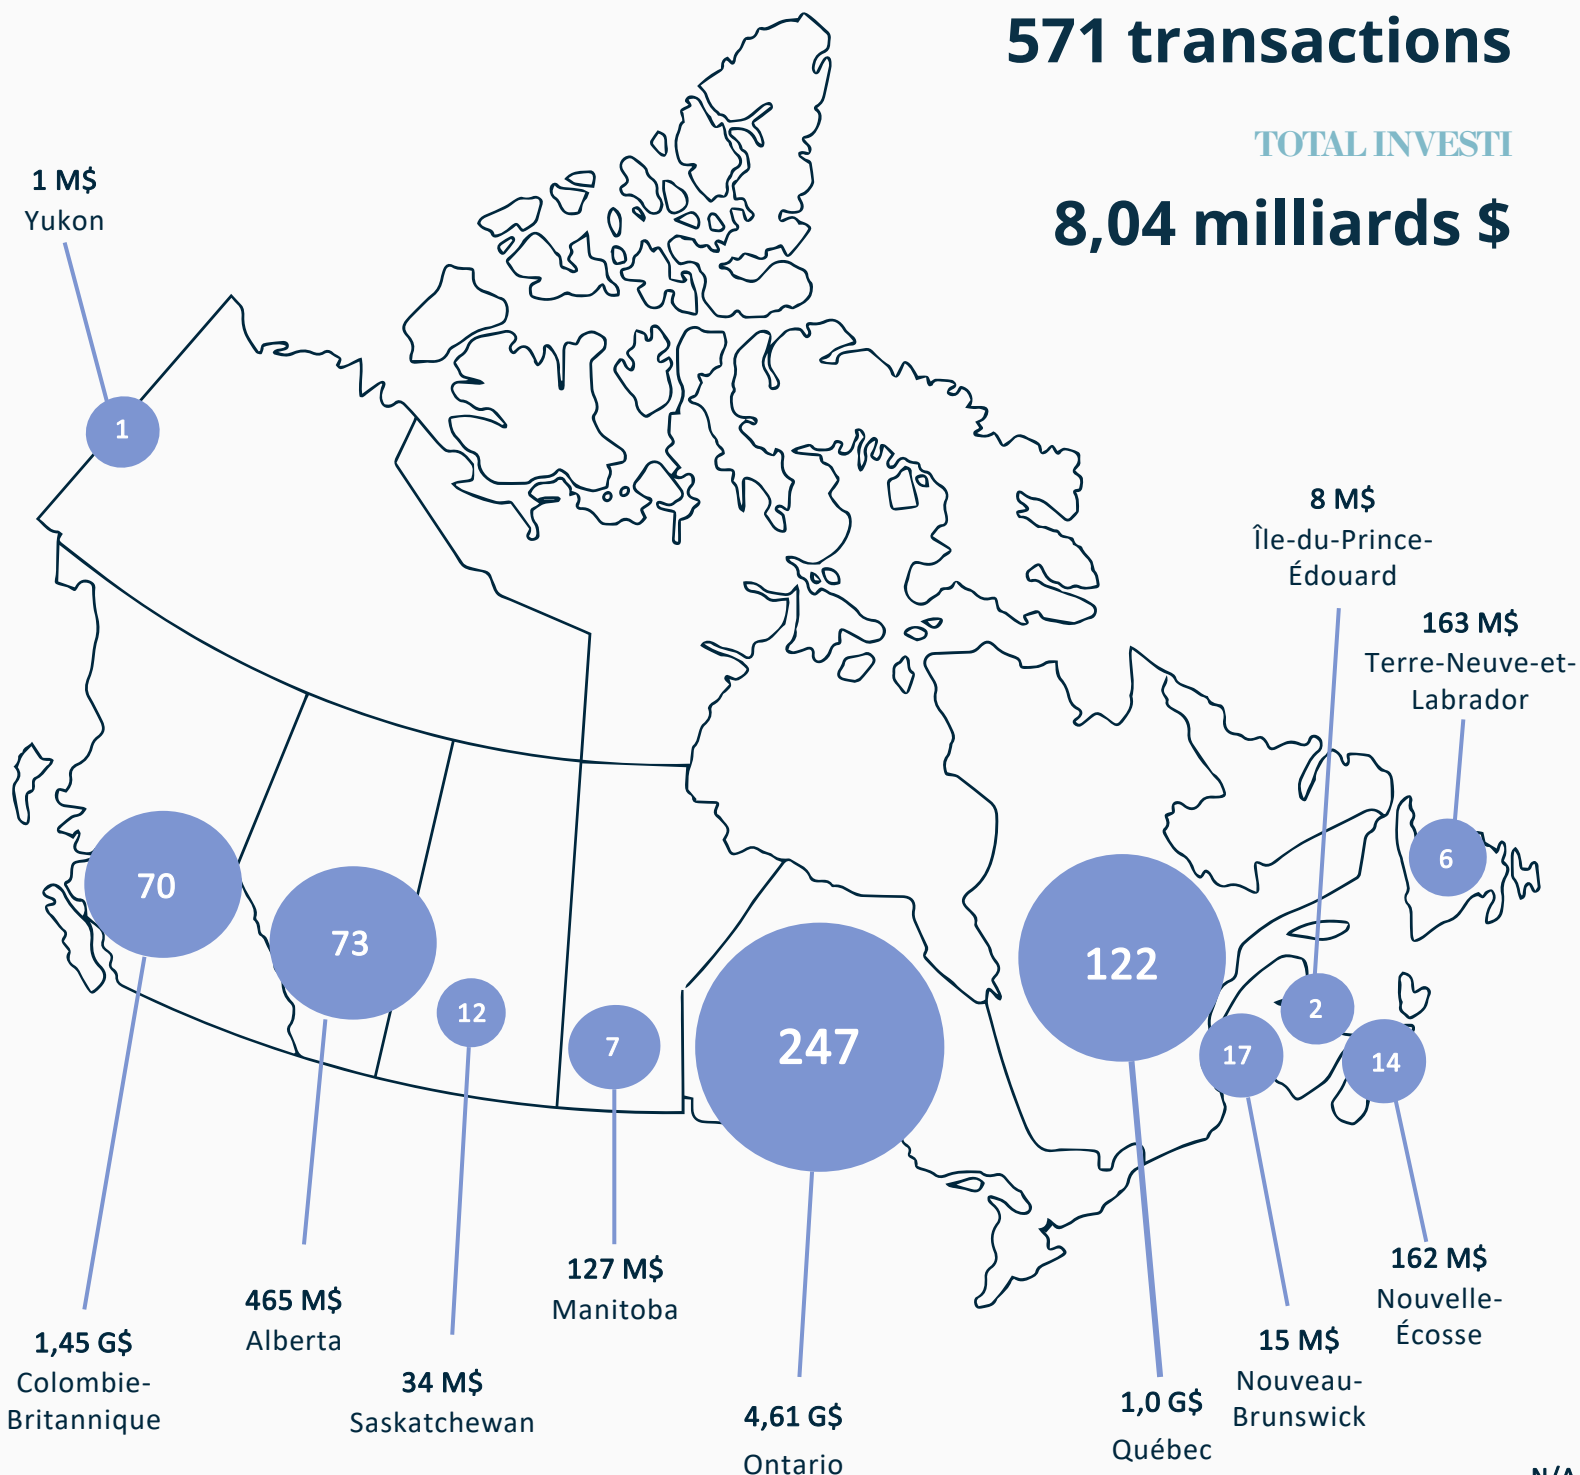 571 transactions
TOTAL INVESTI
8,04 milliards $
1 M$
Yukon
1
8 M$
Île-du-Prince-
Édouard
163 M$
Terre-Neuve-et-
Labrador
6
70
73
12
7
247
122
2
17
14
1,45 G$
Colombie-
Britannique
465 M$
Alberta
34 M$
Saskatchewan
127 M$
Manitoba
4,61 G$
Ontario
1,0 G$
Québec
15 M$
Nouveau-
Brunswick
162 M$
Nouvelle-
Écosse
N/A